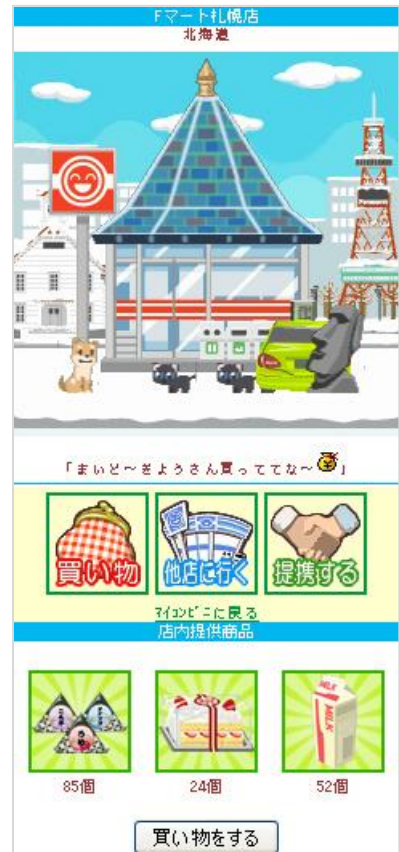 Fマート札幌店
北海道
「まいど～ぎょうさん買っててな～¥」
買い物
他店に行く
提携する
マイコンビニに戻る
店内提供商品
MILK
MILK
85個
24個
52個
買い物をする